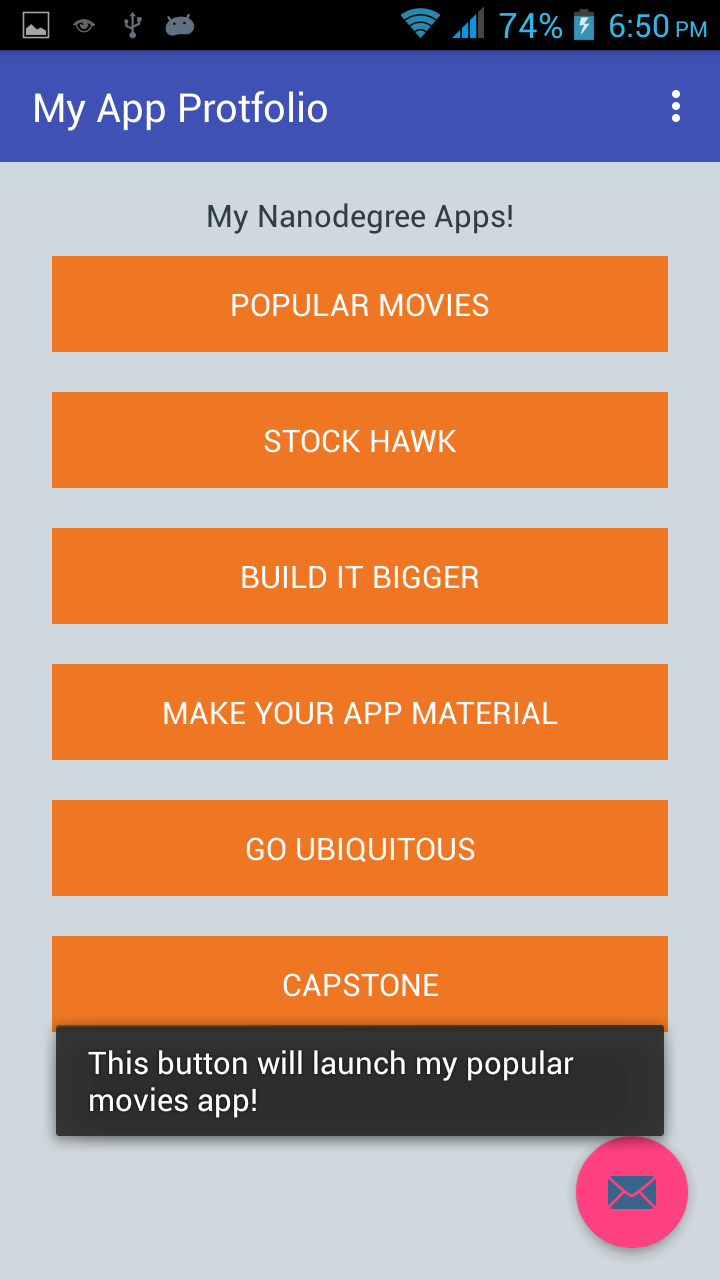 74% 6:50 PM
My App Protfolio
My Nanodegree Apps!
POPULAR MOVIES
STOCK HAWK
BUILD IT BIGGER
MAKE YOUR APP MATERIAL
GO UBIQUITOUS
CAPSTONE
This button will launch my popular
movies app!